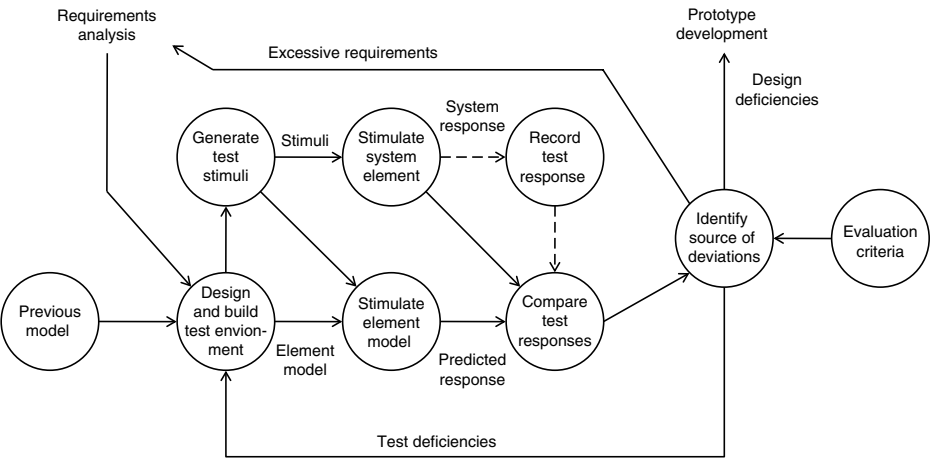 Requirements
analysis
Prototype
development
Excessive requirements
Design
deficiencies
System
response
Generate
test
stimuli
Stimuli
Stimulate
system
element
Record
test
response
Identify
source of
deviations
Evaluation
criteria
Previous
model
Design
and build
test envion-
ment
Element
model
Stimulate
element
model
Predicted
response
Compare
test
responses
Test deficiencies